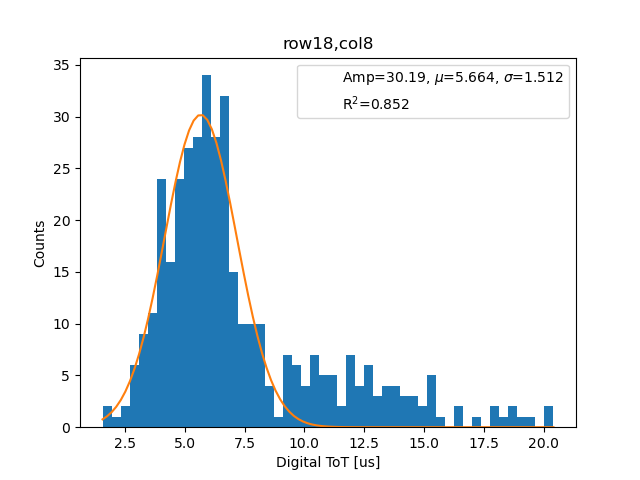 row18,col8
Amp=30.19, μ=5.664, σ=1.512
R²=0.852
35
30
25
20
15
10
5
0
Counts
2.5 5.0 7.5 10.0 12.5 15.0 17.5 20.0
Digital ToT [us]